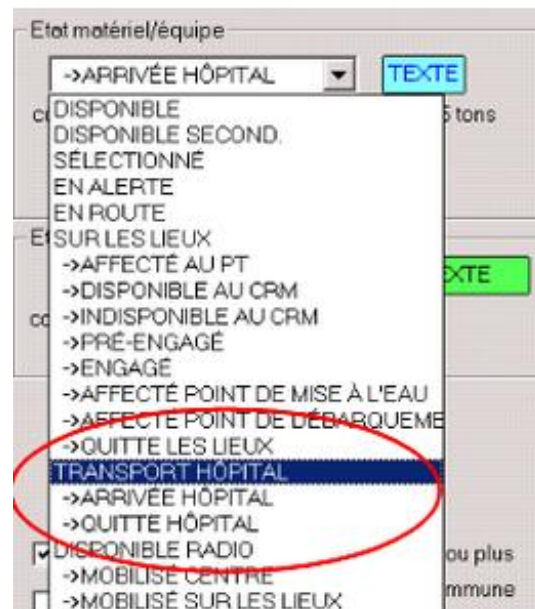 Etat matériel/équipe
->ARRIVÉE HÔPITAL TEXTE
DISPONIBLE 5 tons
DISPONIBLE SECOND.
SÉLECTIONNÉ
EN ALERTE
EN ROUTE
SUR LES LIEUX
->AFFECTÉ AU PT
->DISPONIBLE AU CRM
->INDISPONIBLE AU CRM
->PRÉ-ENGAGÉ
->ENGAGÉ
->AFFECTÉ POINT DE MISE À L'EAU
->AFFECTÉ POINT DE DÉBARQUEME
->QUITTE LES LIEUX
TRANSPORT HÔPITAL
->ARRIVÉE HÔPITAL
->QUITTE HÔPITAL
DISPONIBLE RADIO ou plus
->MOBILISÉ CENTRE
->MOBILISÉ SUR LES LIEUX